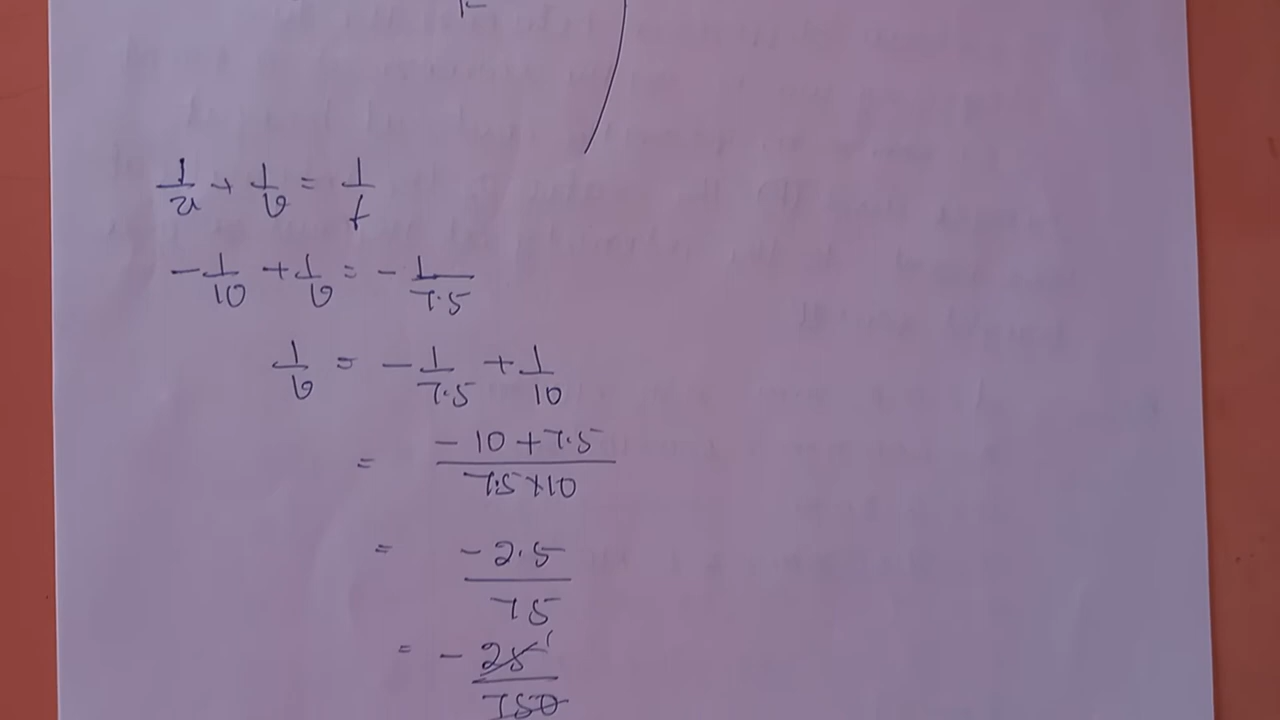 1/u + 1/v = 1/f
- 1/10 + 1/v = - 1/7.5
1/v = - 1/7.5 + 1/10
= (- 10 + 7.5)/(7.5 × 10)
= - 2.5/75
= - 25/750
1